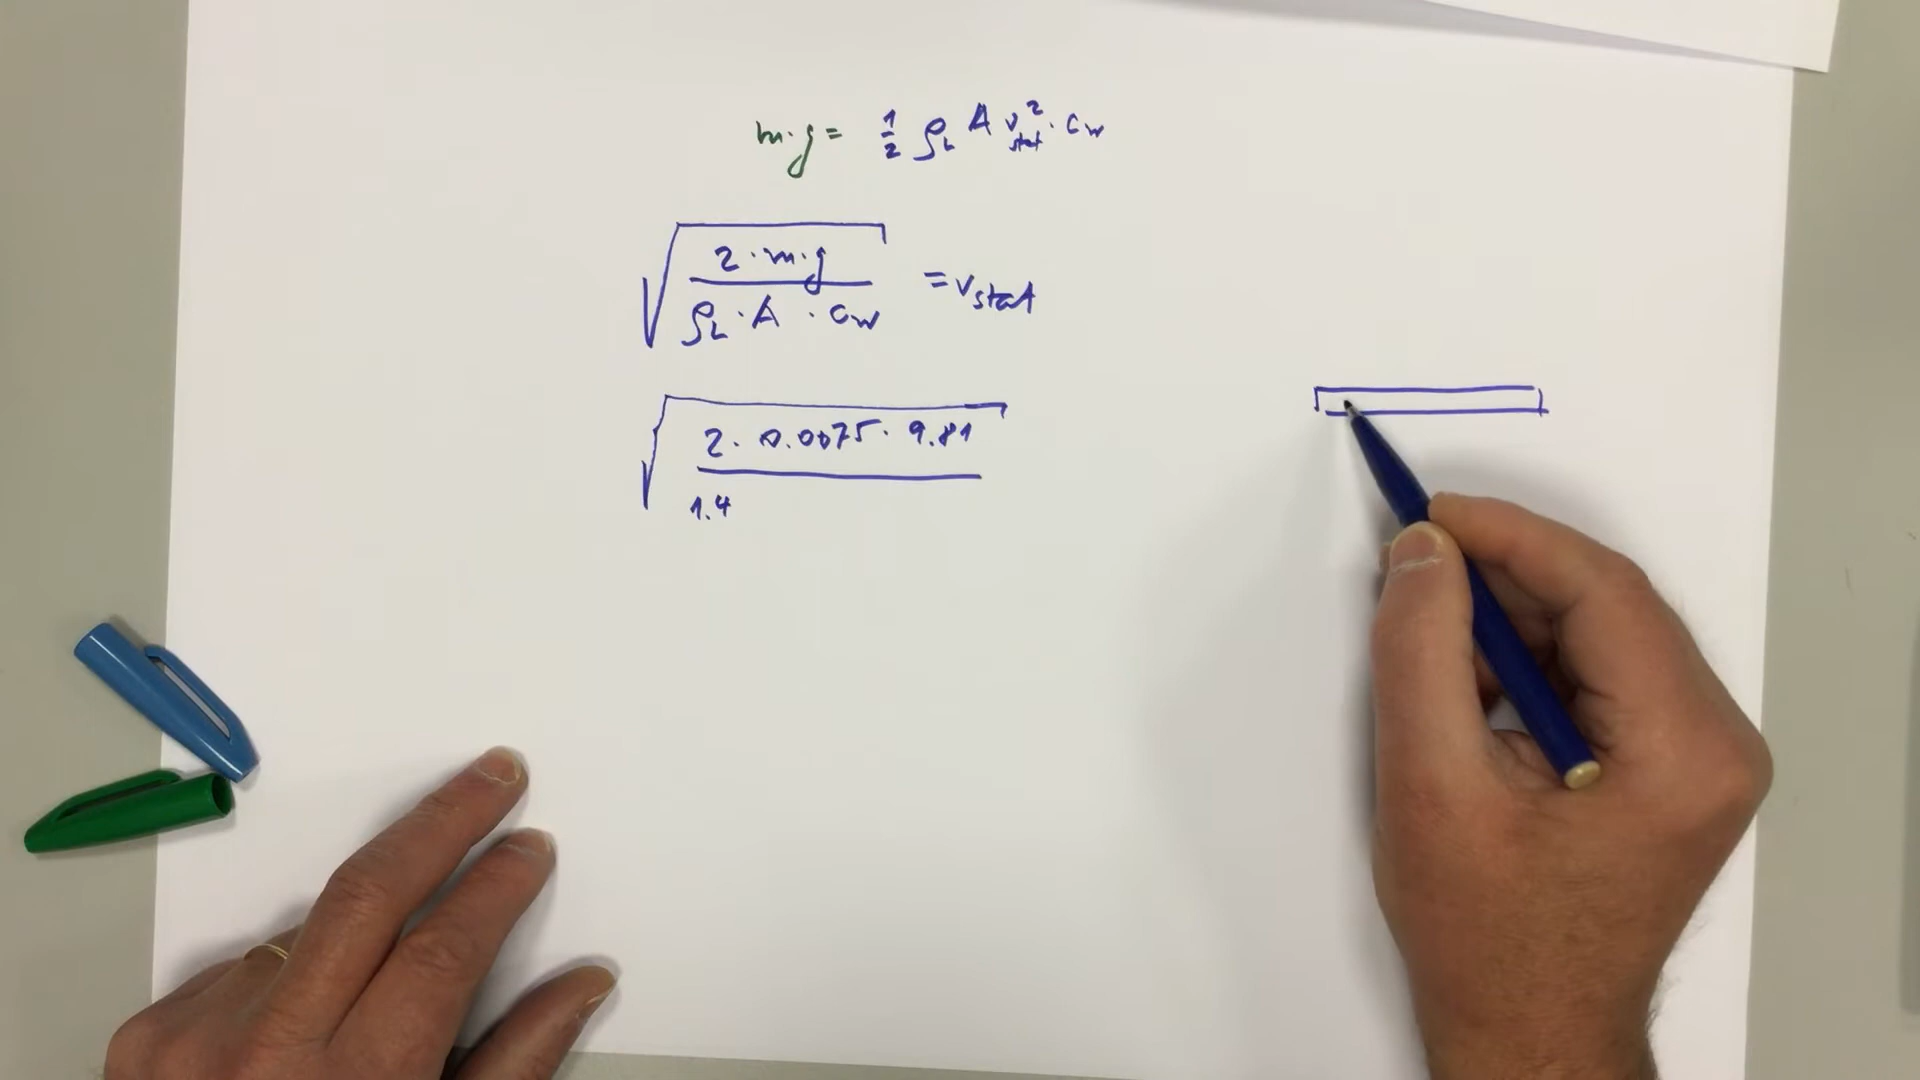 m·g = 1/2 ρL A v²stat · cw
√(2·m·g / ρL·A·cw) = vstat
√(2· 0.0075· 9.81
1.4